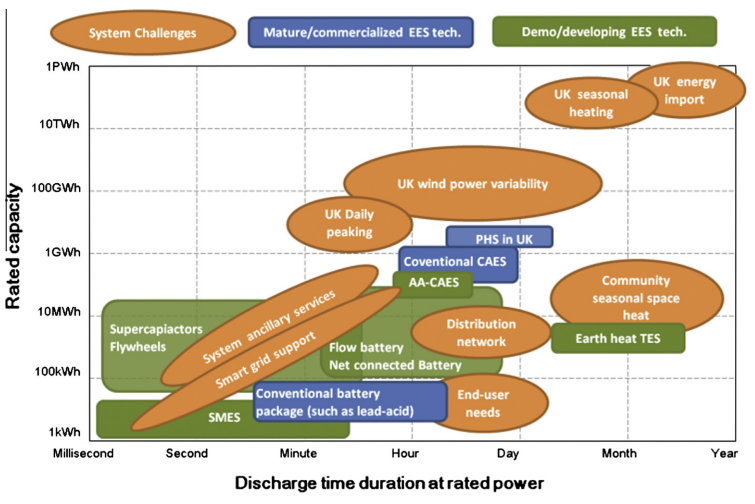 System Challenges
Mature/commercialized EES tech.
Demo/developing EES tech.
1PWh
10TWh
100GWh
1GWh
10MWh
100kWh
1kWh
Rated capacity
UK energy
import
UK seasonal
heating
UK wind power variability
UK Daily
peaking
PHS in UK
Coventional CAES
AA-CAES
Community
seasonal space
heat
Supercapiactors
Flywheels
System ancillary services
Smart grid support
Distribution
network
Earth heat TES
Flow battery
Net connected Battery
Conventional battery
package (such as lead-acid)
End-user
needs
SMES
Millisecond
Second
Minute
Hour
Day
Month
Year
Discharge time duration at rated power